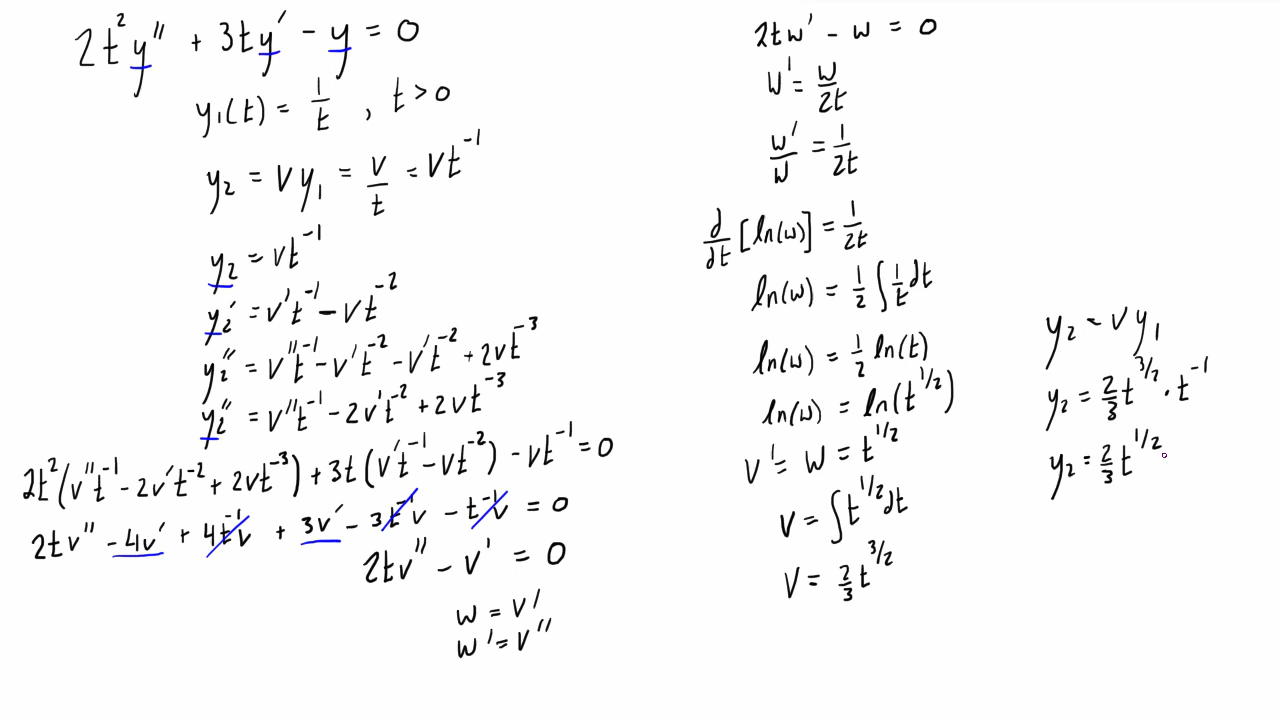 2t²y'' + 3ty' - y = 0
y₁(t) = 1/t , t > 0
y₂ = Vy₁ = V/t = Vt⁻¹
y₂ = vt⁻¹
y₂' = v't⁻¹ - vt⁻²
y₂'' = v''t⁻¹ - v't⁻² - v't⁻² + 2vt⁻³
y₂'' = v''t⁻¹ - 2v't⁻² + 2vt⁻³
2t²(v''t⁻¹ - 2v't⁻² + 2vt⁻³) + 3t(v't⁻¹ - vt⁻²) - vt⁻¹ = 0
2tv'' - 4v' + 4t⁻¹v + 3v' - 3t⁻¹v - t⁻¹v = 0
2tv'' - v' = 0
w = v'
w' = v''
2tw' - w = 0
w' = w/2t
w'/w = 1/2t
d/dt [ln(w)] = 1/2t
ln(w) = 1/2 ∫ 1/t dt
ln(w) = 1/2 ln(t)
ln(w) = ln(t^1/2)
v' = w = t^1/2
v = ∫ t^1/2 dt
v = 2/3 t^3/2
y₂ = vy₁
y₂ = 2/3 t^3/2 · t⁻¹
y₂ = 2/3 t^1/2